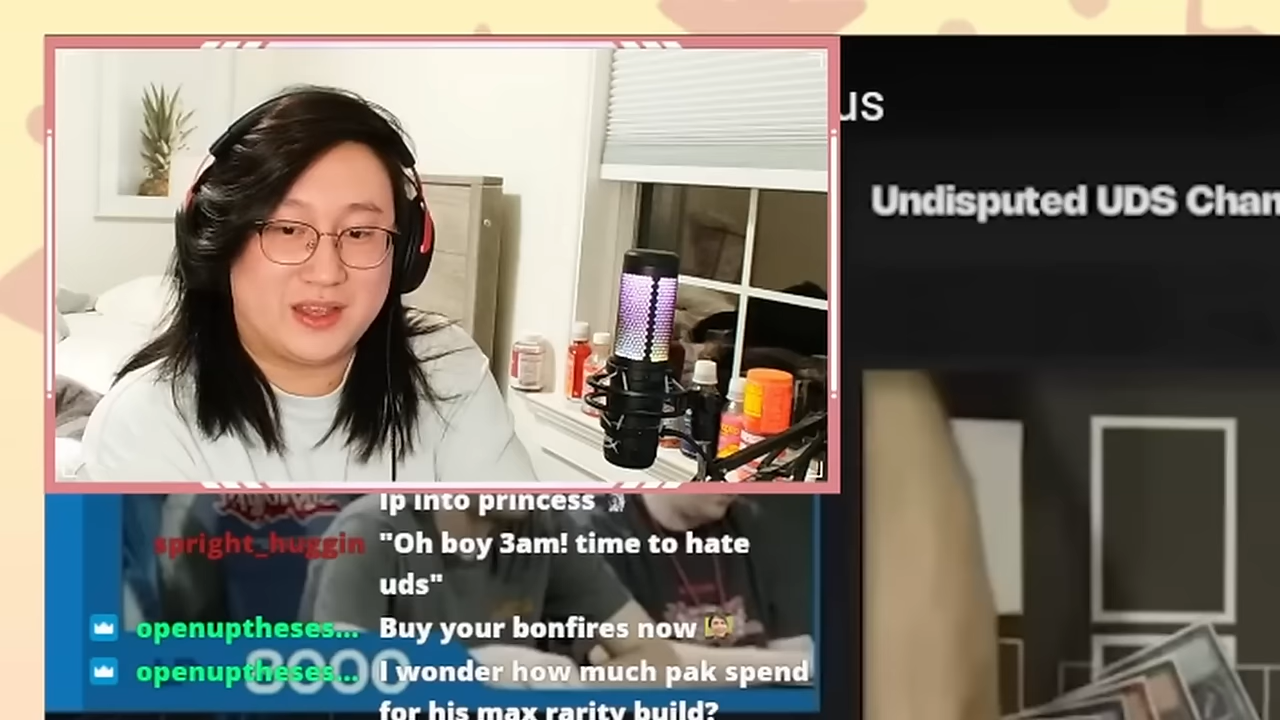 us
Undisputed UDS Chan
lp into princess
spright_huggin "Oh boy 3am! time to hate
uds"
openuptheses... Buy your bonfires now
openuptheses... I wonder how much pak spend
for his max rarity build?
8000